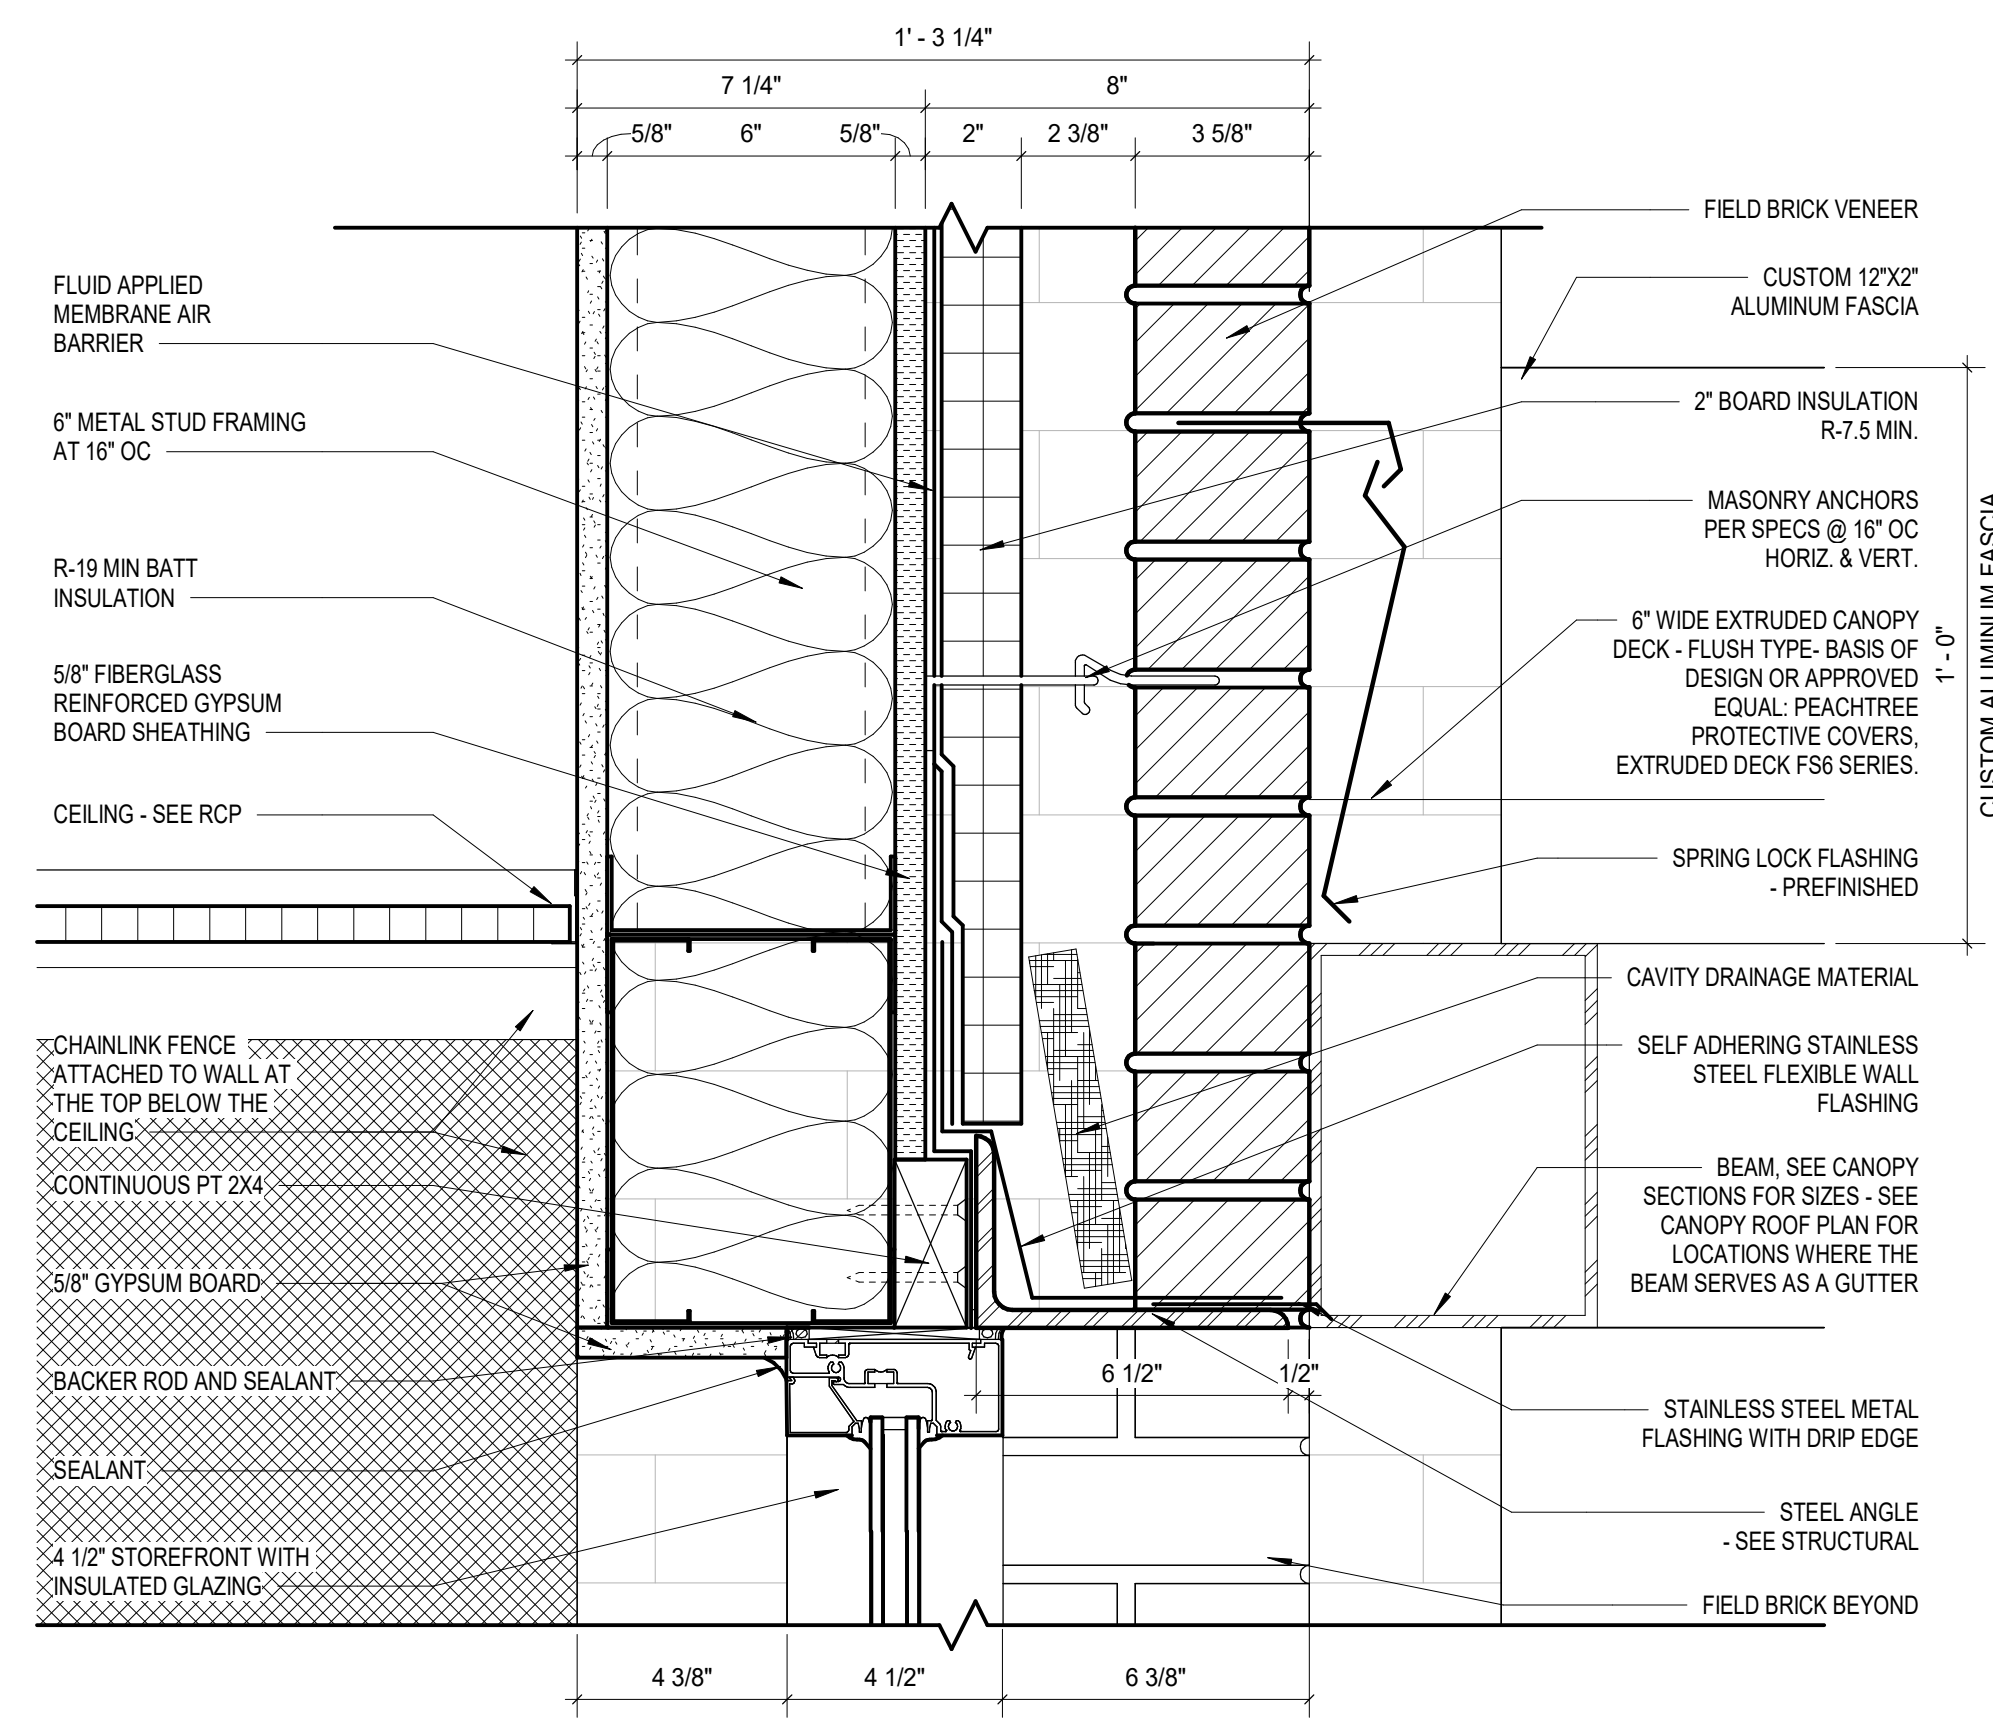 1' - 3 1/4"
7 1/4"
8"
5/8"
6"
5/8"
2"
2 3/8"
3 5/8"
FLUID APPLIED
MEMBRANE AIR
BARRIER
6" METAL STUD FRAMING
AT 16" OC
R-19 MIN BATT
INSULATION
5/8" FIBERGLASS
REINFORCED GYPSUM
BOARD SHEATHING
CEILING - SEE RCP
CHAINLINK FENCE
ATTACHED TO WALL AT
THE TOP BELOW THE
CEILING
CONTINUOUS PT 2X4
5/8" GYPSUM BOARD
BACKER ROD AND SEALANT
SEALANT
4 1/2" STOREFRONT WITH
INSULATED GLAZING
FIELD BRICK VENEER
CUSTOM 12"X2"
ALUMINUM FASCIA
2" BOARD INSULATION
R-7.5 MIN.
MASONRY ANCHORS
PER SPECS @ 16" OC
HORIZ. & VERT.
6" WIDE EXTRUDED CANOPY
DECK - FLUSH TYPE- BASIS OF
DESIGN OR APPROVED
EQUAL: PEACHTREE
PROTECTIVE COVERS,
EXTRUDED DECK FS6 SERIES.
SPRING LOCK FLASHING
- PREFINISHED
1' - 0"
CUSTOM ALUMINUM FASCIA
CAVITY DRAINAGE MATERIAL
SELF ADHERING STAINLESS
STEEL FLEXIBLE WALL
FLASHING
BEAM, SEE CANOPY
SECTIONS FOR SIZES - SEE
CANOPY ROOF PLAN FOR
LOCATIONS WHERE THE
BEAM SERVES AS A GUTTER
STAINLESS STEEL METAL
FLASHING WITH DRIP EDGE
STEEL ANGLE
- SEE STRUCTURAL
FIELD BRICK BEYOND
6 1/2"
1/2"
4 3/8"
4 1/2"
6 3/8"